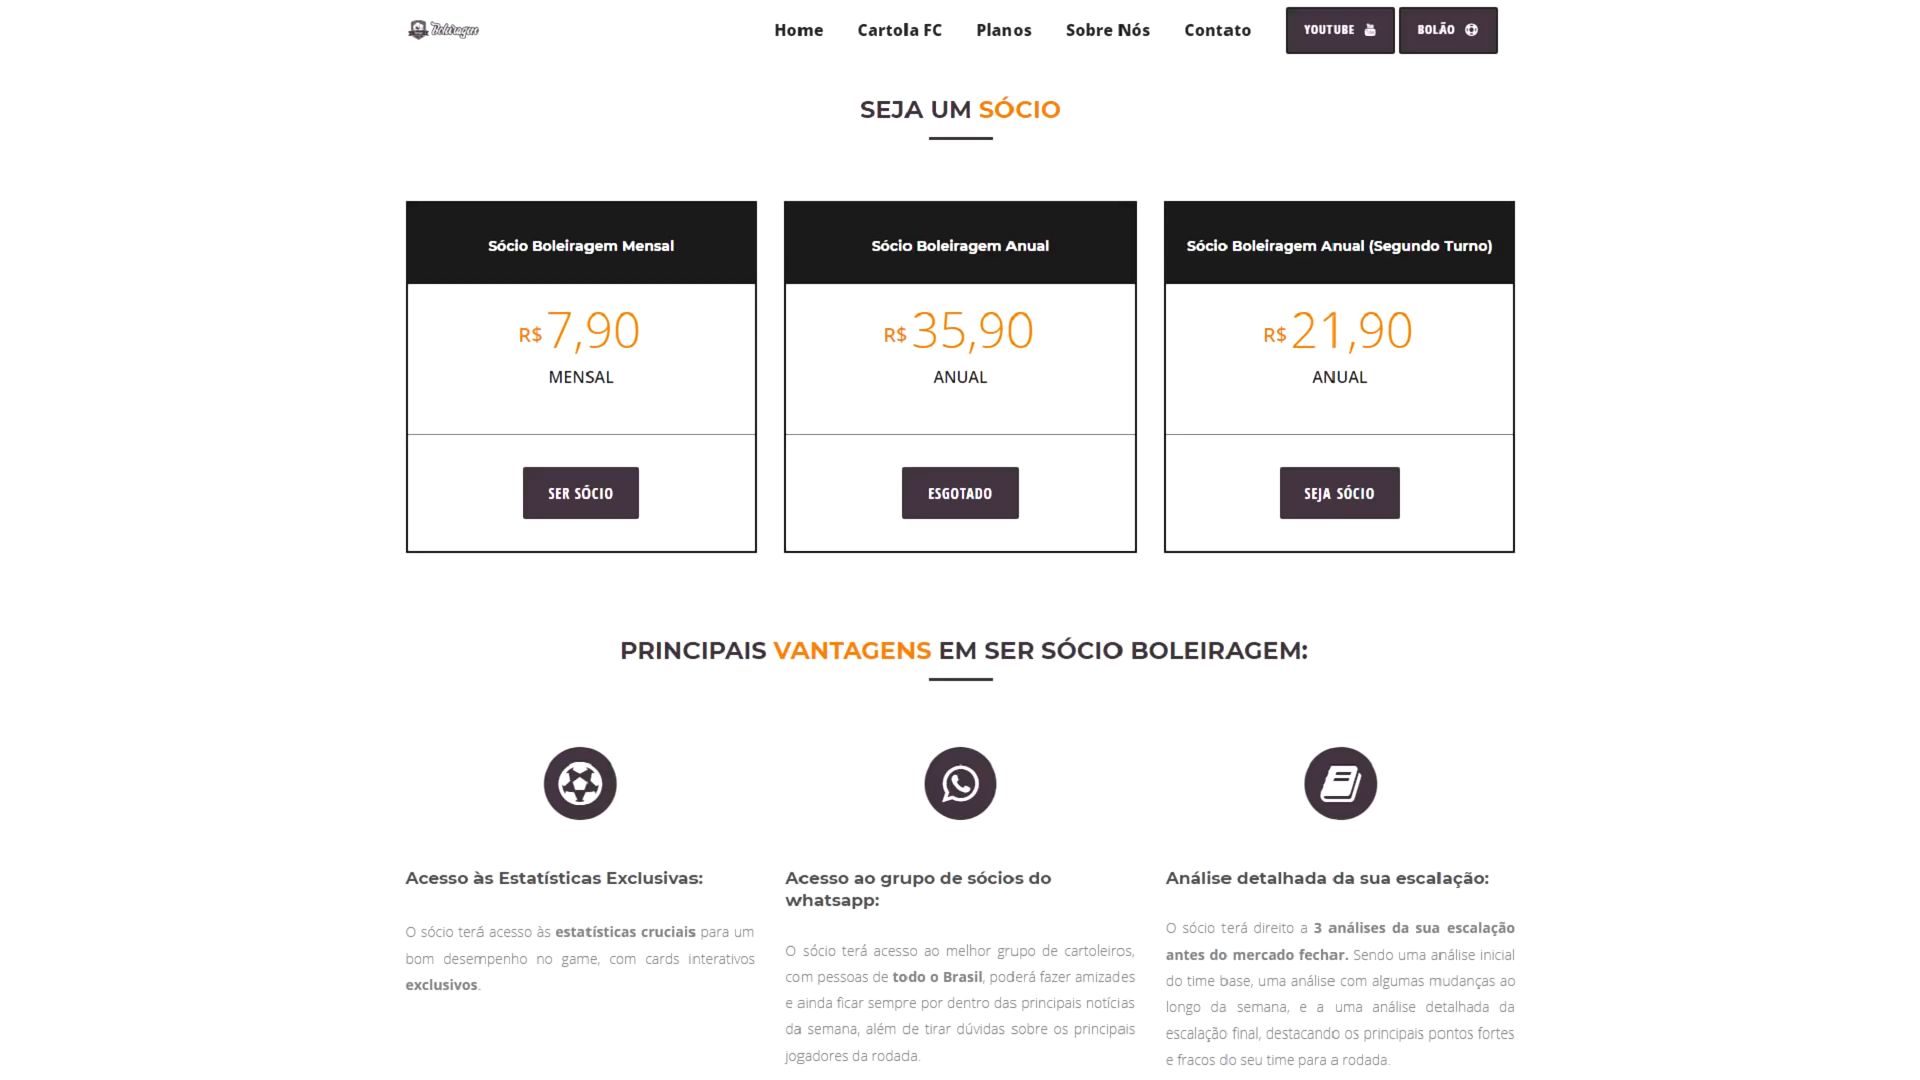 Boleiragem
Home Cartola FC Planos Sobre Nós Contato YOUTUBE BOLÃO
SEJA UM SÓCIO
Sócio Boleiragem Mensal
R$ 7,90
MENSAL
SER SÓCIO
Sócio Boleiragem Anual
R$ 35,90
ANUAL
ESGOTADO
Sócio Boleiragem Anual (Segundo Turno)
R$ 21,90
ANUAL
SEJA SÓCIO
PRINCIPAIS VANTAGENS EM SER SÓCIO BOLEIRAGEM:
Acesso às Estatísticas Exclusivas:
O sócio terá acesso às estatísticas cruciais para um
bom desempenho no game, com cards interativos
exclusivos.
Acesso ao grupo de sócios do
whatsapp:
O sócio terá acesso ao melhor grupo de cartoleiros,
com pessoas de todo o Brasil, poderá fazer amizades
e ainda ficar sempre por dentro das principais notícias
da semana, além de tirar dúvidas sobre os principais
jogadores da rodada.
Análise detalhada da sua escalação:
O sócio terá direito a 3 análises da sua escalação
antes do mercado fechar. Sendo uma análise inicial
do time base, uma análise com algumas mudanças ao
longo da semana, e a uma análise detalhada da
escalação final, destacando os principais pontos fortes
e fracos do seu time para a rodada.